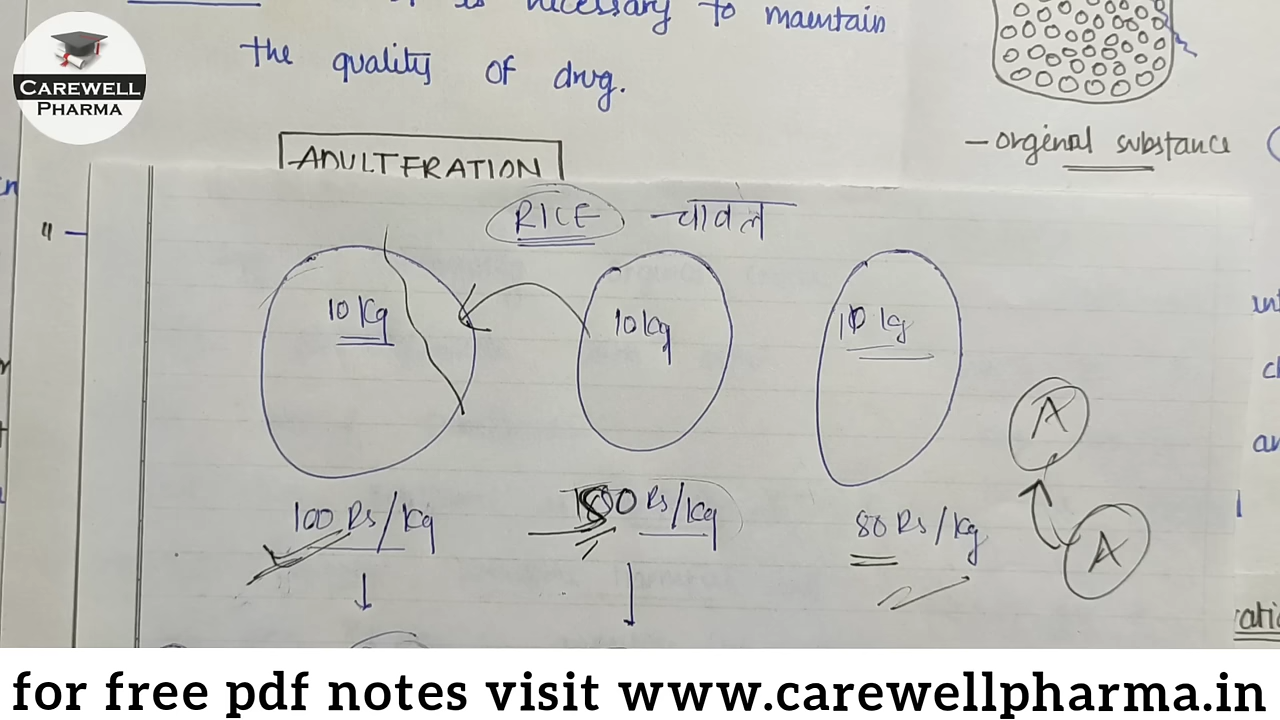 necessary to maintain
the quality of drug.
CAREWELL
PHARMA
- orginal substance
ADULTERATION
RICE - चावल
10 Kg
10 Kg
10 kg
A
A
100 Rs/Kg
80 Rs/Kg
for free pdf notes visit www.carewellpharma.in